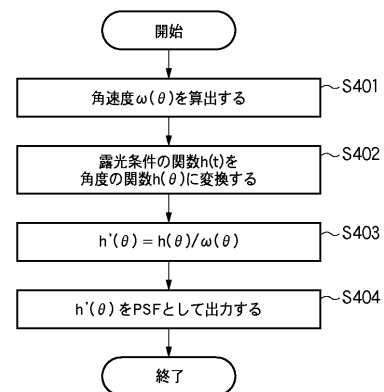 開始
角速度ω(θ)を算出する
S401
露光条件の関数h(t)を
角度の関数h(θ)に変換する
S402
h'(θ)=h(θ)/ω(θ)
S403
h'(θ)をPSFとして出力する
S404
終了